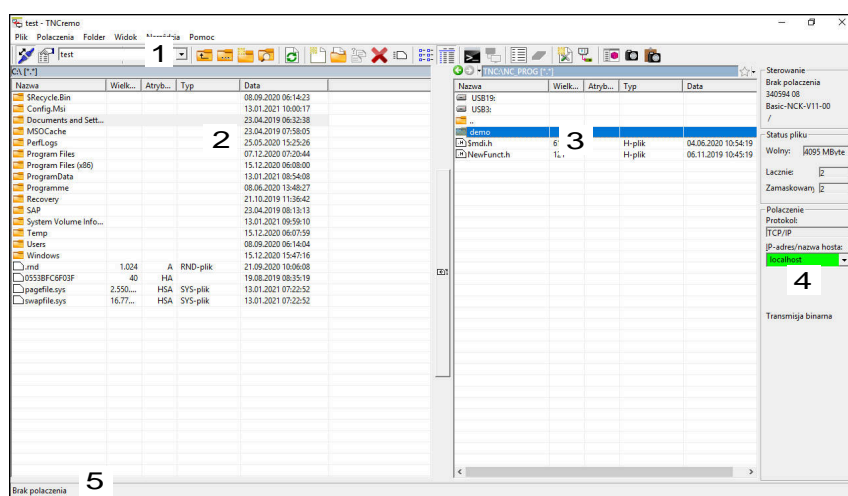 test - TNCremo
Plik Polaczenia Folder Widok Narzedzia Pomoc
test
1
C:\ [*.*]
Nazwa Wielk... Atryb... Typ Data
$Recycle.Bin 08.09.2020 06:14:23
Config.Msi 13.01.2021 10:00:17
Documents and Sett... 23.04.2019 06:32:38
MSOCache 23.04.2019 07:58:05
PerfLogs 25.05.2020 15:25:26
Program Files 07.12.2020 07:20:44
Program Files (x86) 15.12.2020 06:08:00
ProgramData 13.01.2021 08:54:08
Programme 08.06.2020 13:48:27
Recovery 21.10.2019 11:36:42
SAP 23.04.2019 08:13:13
System Volume Info... 13.01.2021 09:59:10
Temp 15.12.2020 06:07:59
Users 08.09.2020 06:14:04
Windows 15.12.2020 15:47:16
.rnd 1.024 A RND-plik 21.09.2020 10:06:08
0553BFC6F03F 40 HA 19.08.2019 08:35:19
pagefile.sys 2.550.... HSA SYS-plik 13.01.2021 07:22:52
swapfile.sys 16.77... HSA SYS-plik 13.01.2021 07:22:52
2
TNC:\NC_PROG [*.*]
Nazwa Wielk... Atryb... Typ Data
USB19:
USB3:
..
demo
$mdi.h H-plik 04.06.2020 10:54:19
NewFunct.h H-plik 06.11.2019 10:45:19
3
Sterowanie
Brak polaczenia
340594 08
Basic-NCK-V11-00
/
Status pliku
Wolny: 4095 MByte
Lacznie: 2
Zamaskowany 2
Polaczenie
Protokol:
TCP/IP
IP-adres/nazwa hosta:
localhost
4
Transmisja binarna
Brak polaczenia
5